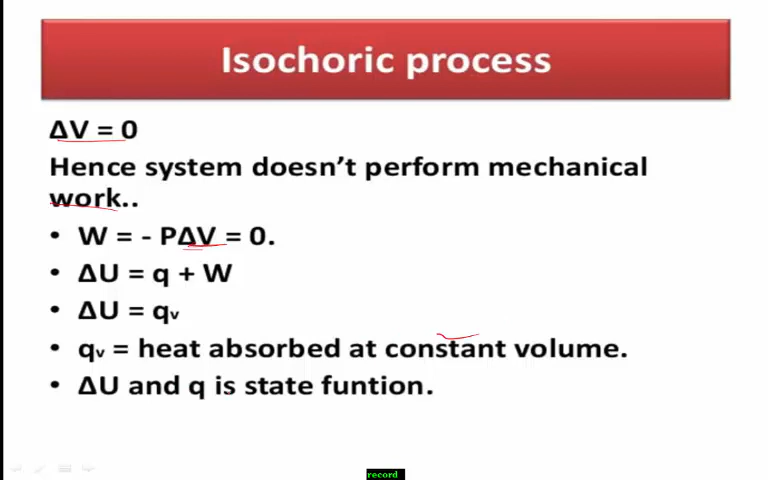 Isochoric process
ΔV = 0
Hence system doesn't perform mechanical
work..
• W = - PΔV = 0.
• ΔU = q + W
• ΔU = qv
• qv = heat absorbed at constant volume.
• ΔU and q is state funtion.
record